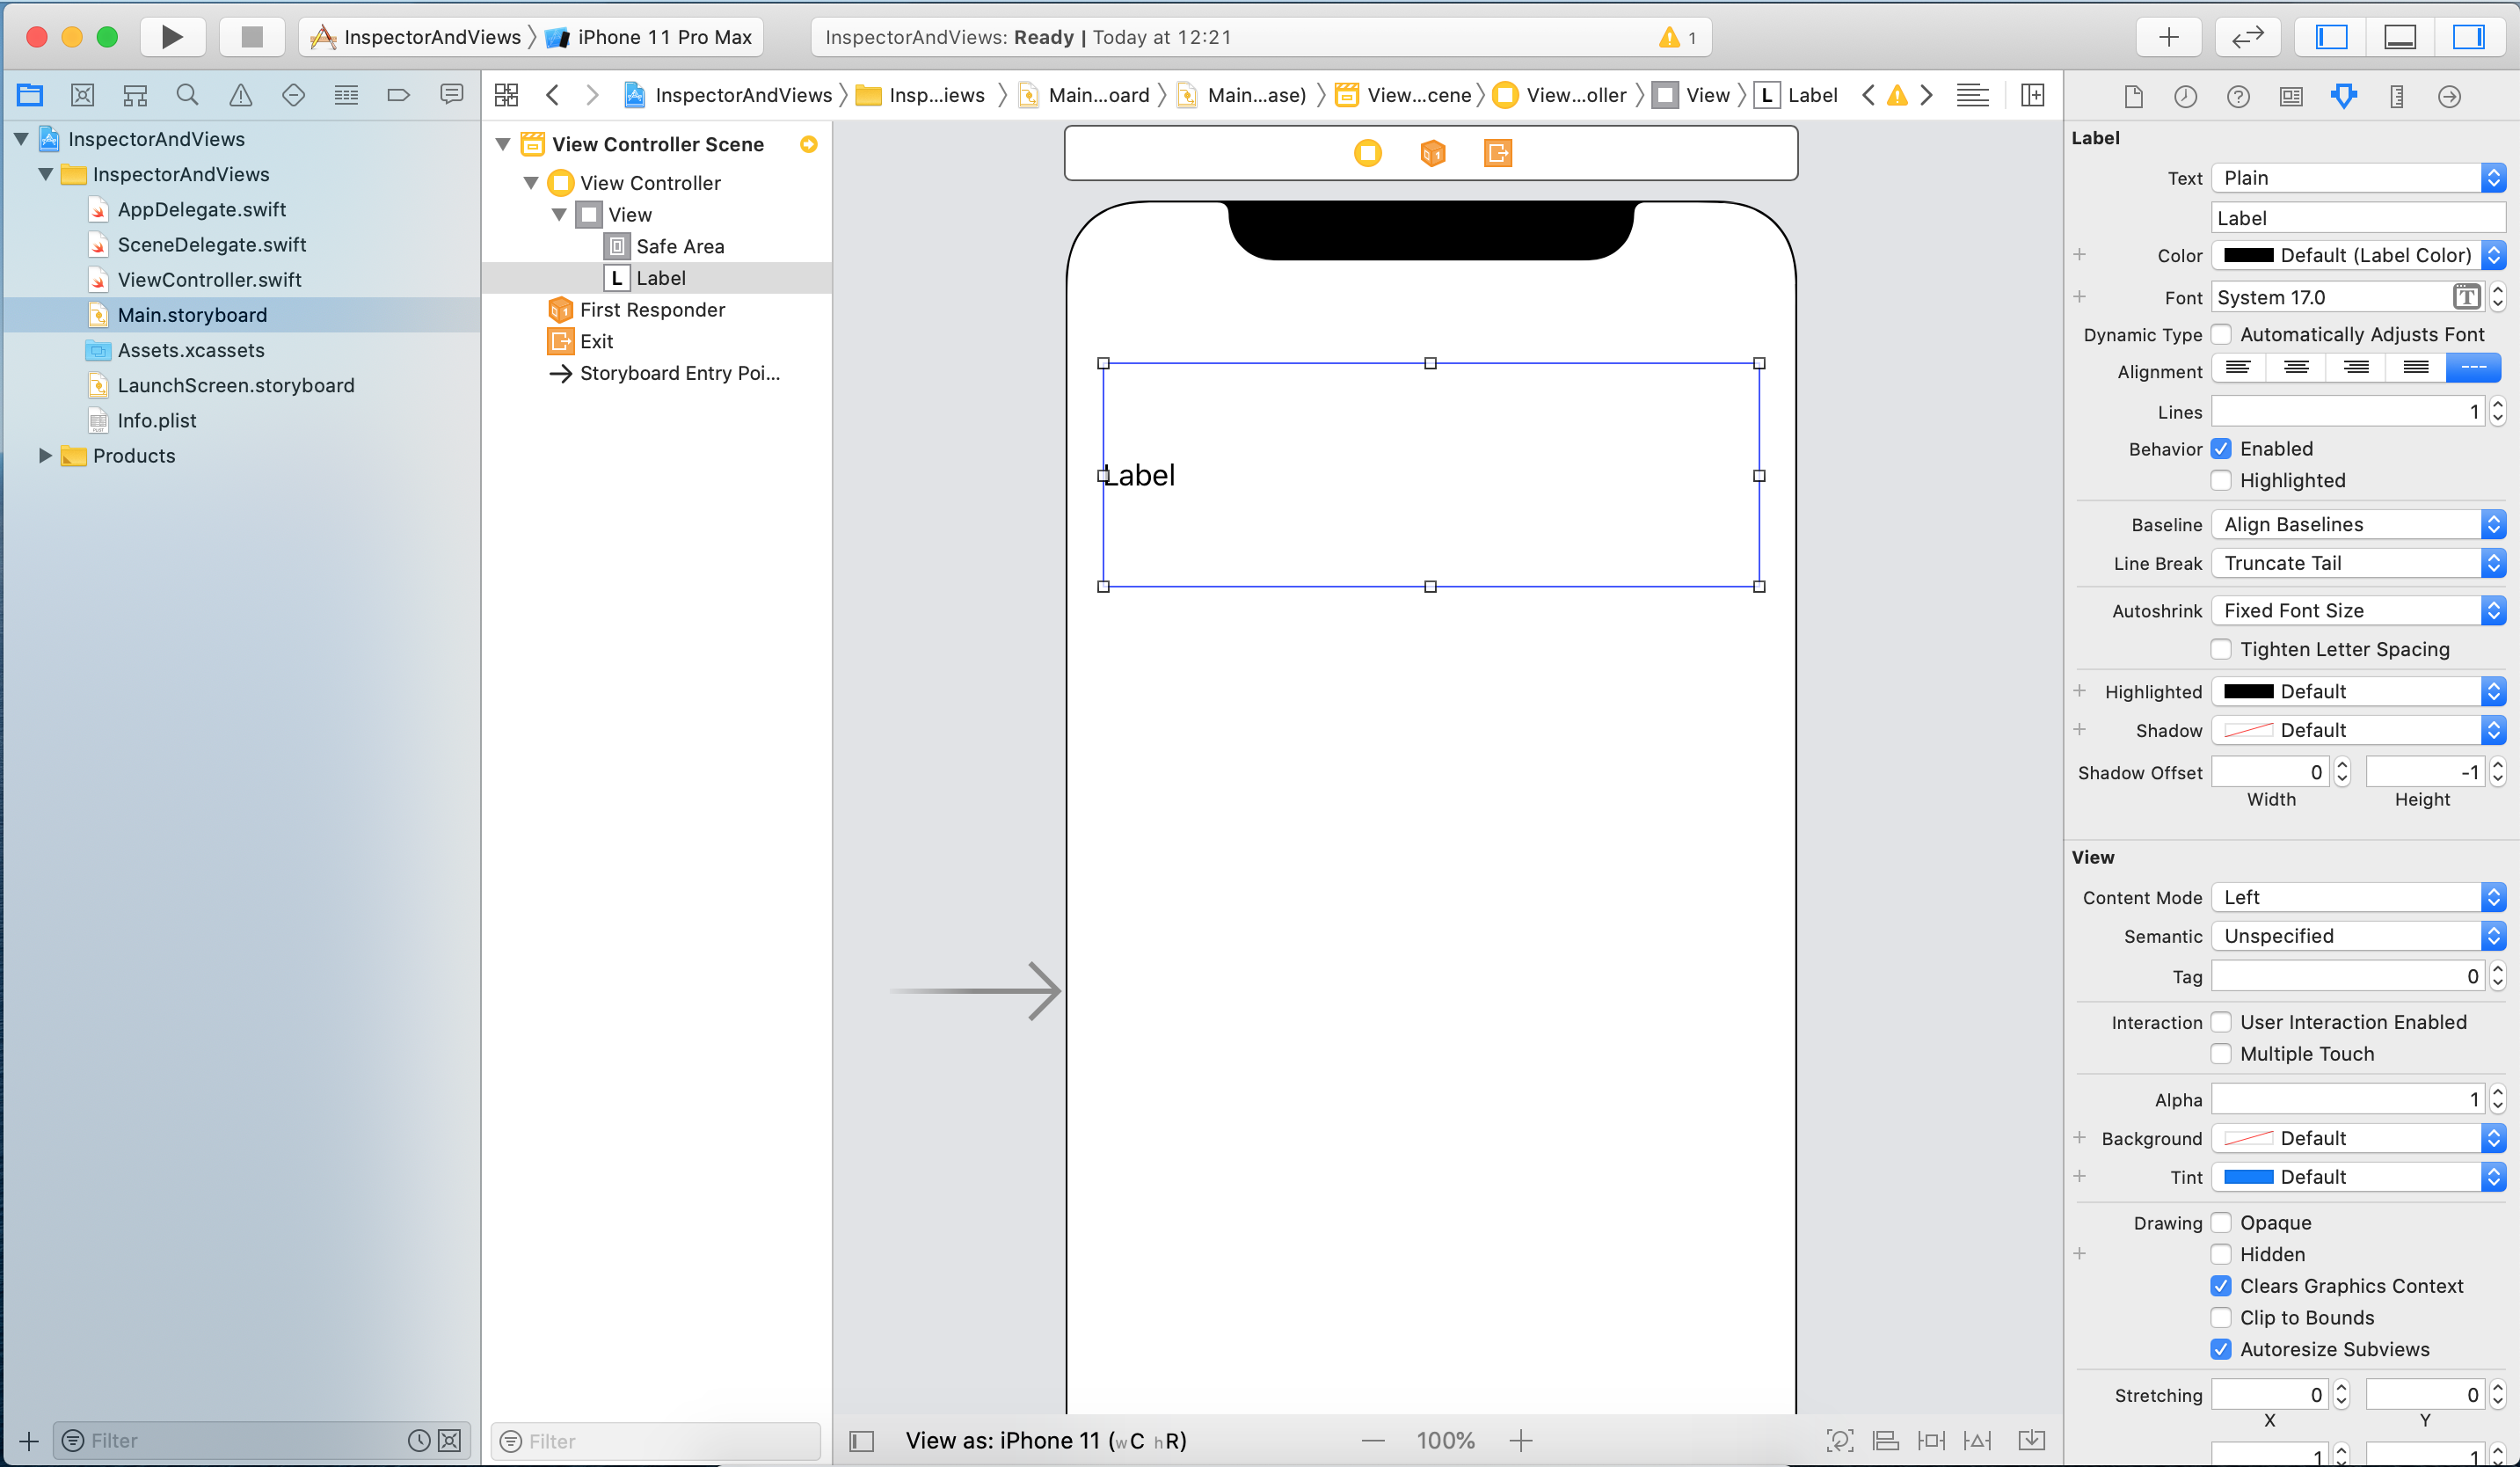 InspectorAndViews
iPhone 11 Pro Max
InspectorAndViews: Ready | Today at 12:21
1
InspectorAndViews
Insp...iews
Main...oard
Main...ase)
View...cene
View...oller
View
L Label
InspectorAndViews
InspectorAndViews
AppDelegate.swift
SceneDelegate.swift
ViewController.swift
Main.storyboard
Assets.xcassets
LaunchScreen.storyboard
Info.plist
Products
Filter
View Controller Scene
View Controller
View
Safe Area
L Label
First Responder
Exit
Storyboard Entry Poi...
Filter
Label
View as: iPhone 11 (wC hR)
100%
Label
Text Plain
Label
Color Default (Label Color)
Font System 17.0
Dynamic Type Automatically Adjusts Font
Alignment
Lines 1
Behavior Enabled
Highlighted
Baseline Align Baselines
Line Break Truncate Tail
Autoshrink Fixed Font Size
Tighten Letter Spacing
Highlighted Default
Shadow Default
Shadow Offset 0 -1
Width Height
View
Content Mode Left
Semantic Unspecified
Tag 0
Interaction User Interaction Enabled
Multiple Touch
Alpha 1
Background Default
Tint Default
Drawing Opaque
Hidden
Clears Graphics Context
Clip to Bounds
Autoresize Subviews
Stretching 0 0
X Y
1 1